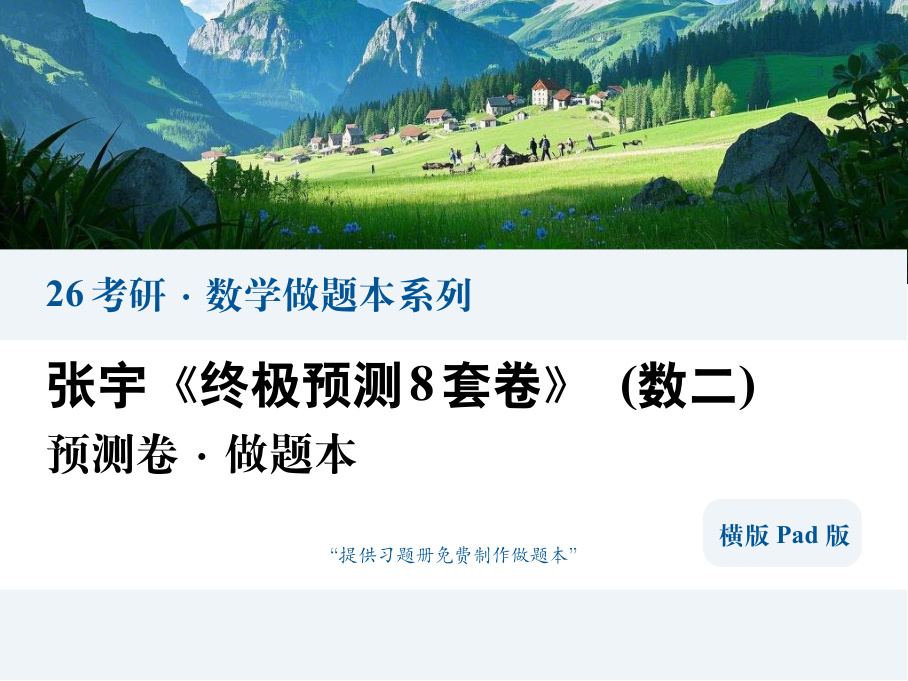 26考研·数学做题本系列
张宇《终极预测8套卷》 (数二)
预测卷·做题本
横版 Pad 版
“提供习题册免费制作做题本”